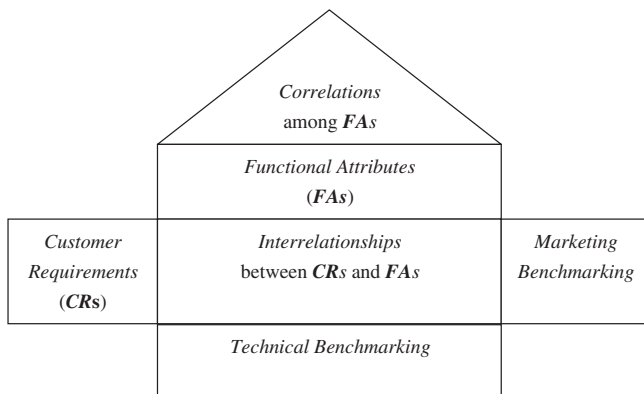 Correlations
among FAs
Functional Attributes
(FAs)
Customer
Requirements
(CRs)
Interrelationships
between CRs and FAs
Marketing
Benchmarking
Technical Benchmarking